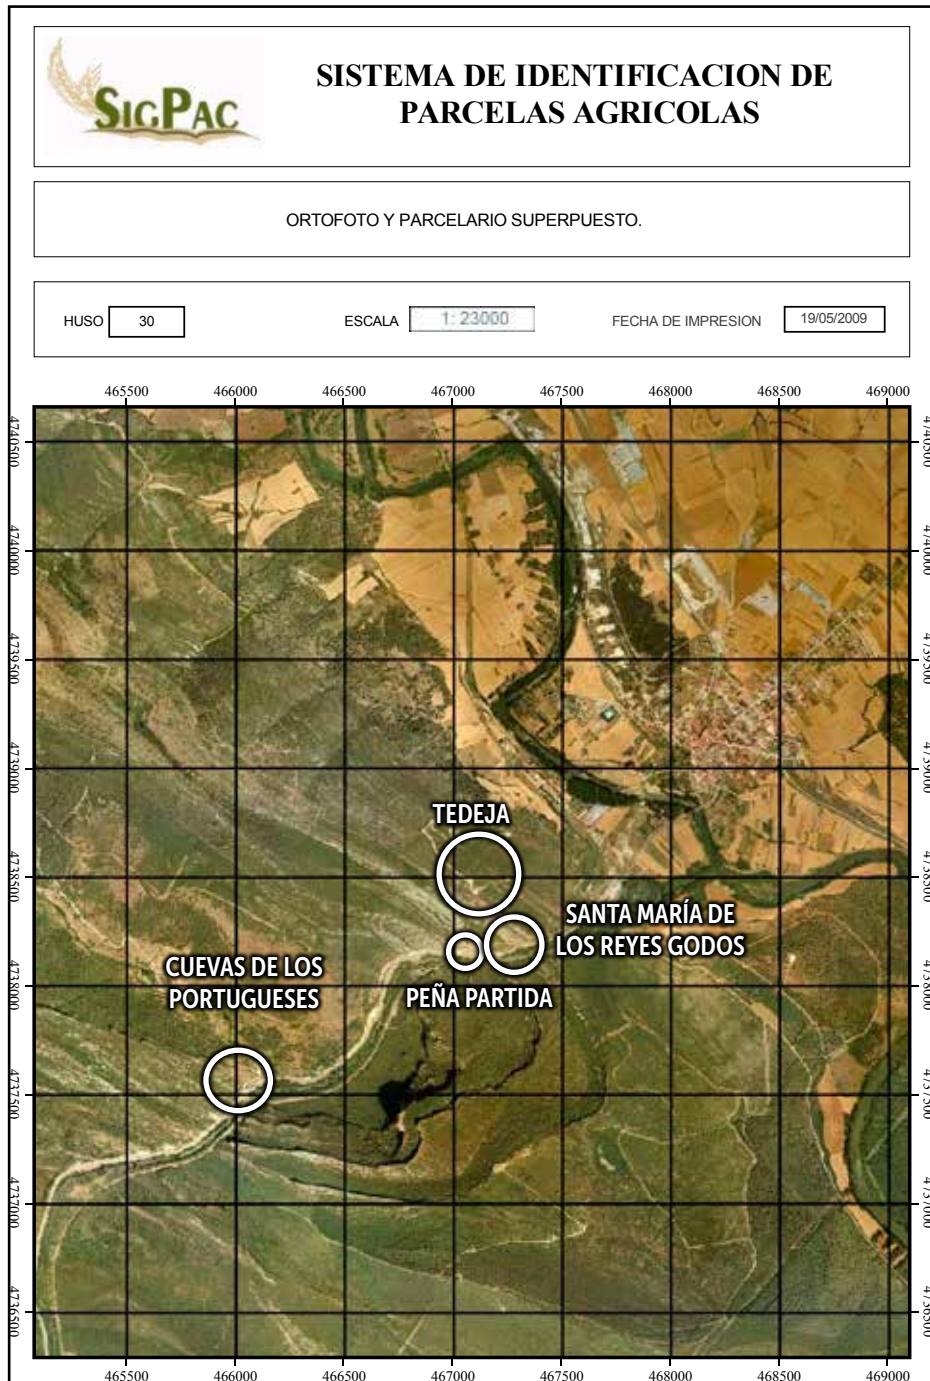 SIGPAC
SISTEMA DE IDENTIFICACION DE
PARCELAS AGRICOLAS
ORTOFOTO Y PARCELARIO SUPERPUESTO.
HUSO 30 ESCALA 1: 23000 FECHA DE IMPRESION 19/05/2009
465500 466000 466500 467000 467500 468000 468500 469000
4740500 4740500
4740000 4740000
4739500 4739500
4739000 4739000
TEDEJA
4738500 4738500
SANTA MARÍA DE
LOS REYES GODOS
CUEVAS DE LOS
PORTUGUESES
4738000 4738000
PEÑA PARTIDA
4737500 4737500
4737000 4737000
4736500 4736500
465500 466000 466500 467000 467500 468000 468500 469000